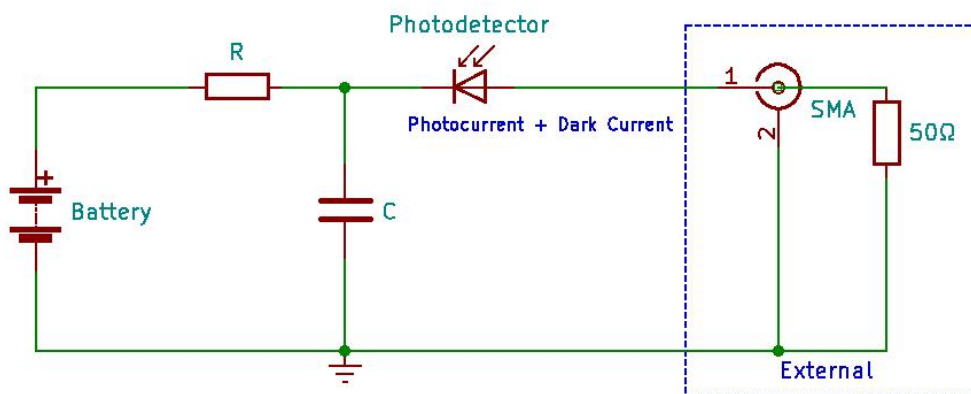 Photodetector
R
1
SMA
Photocurrent + Dark Current
50Ω
2
+
Battery
C
External